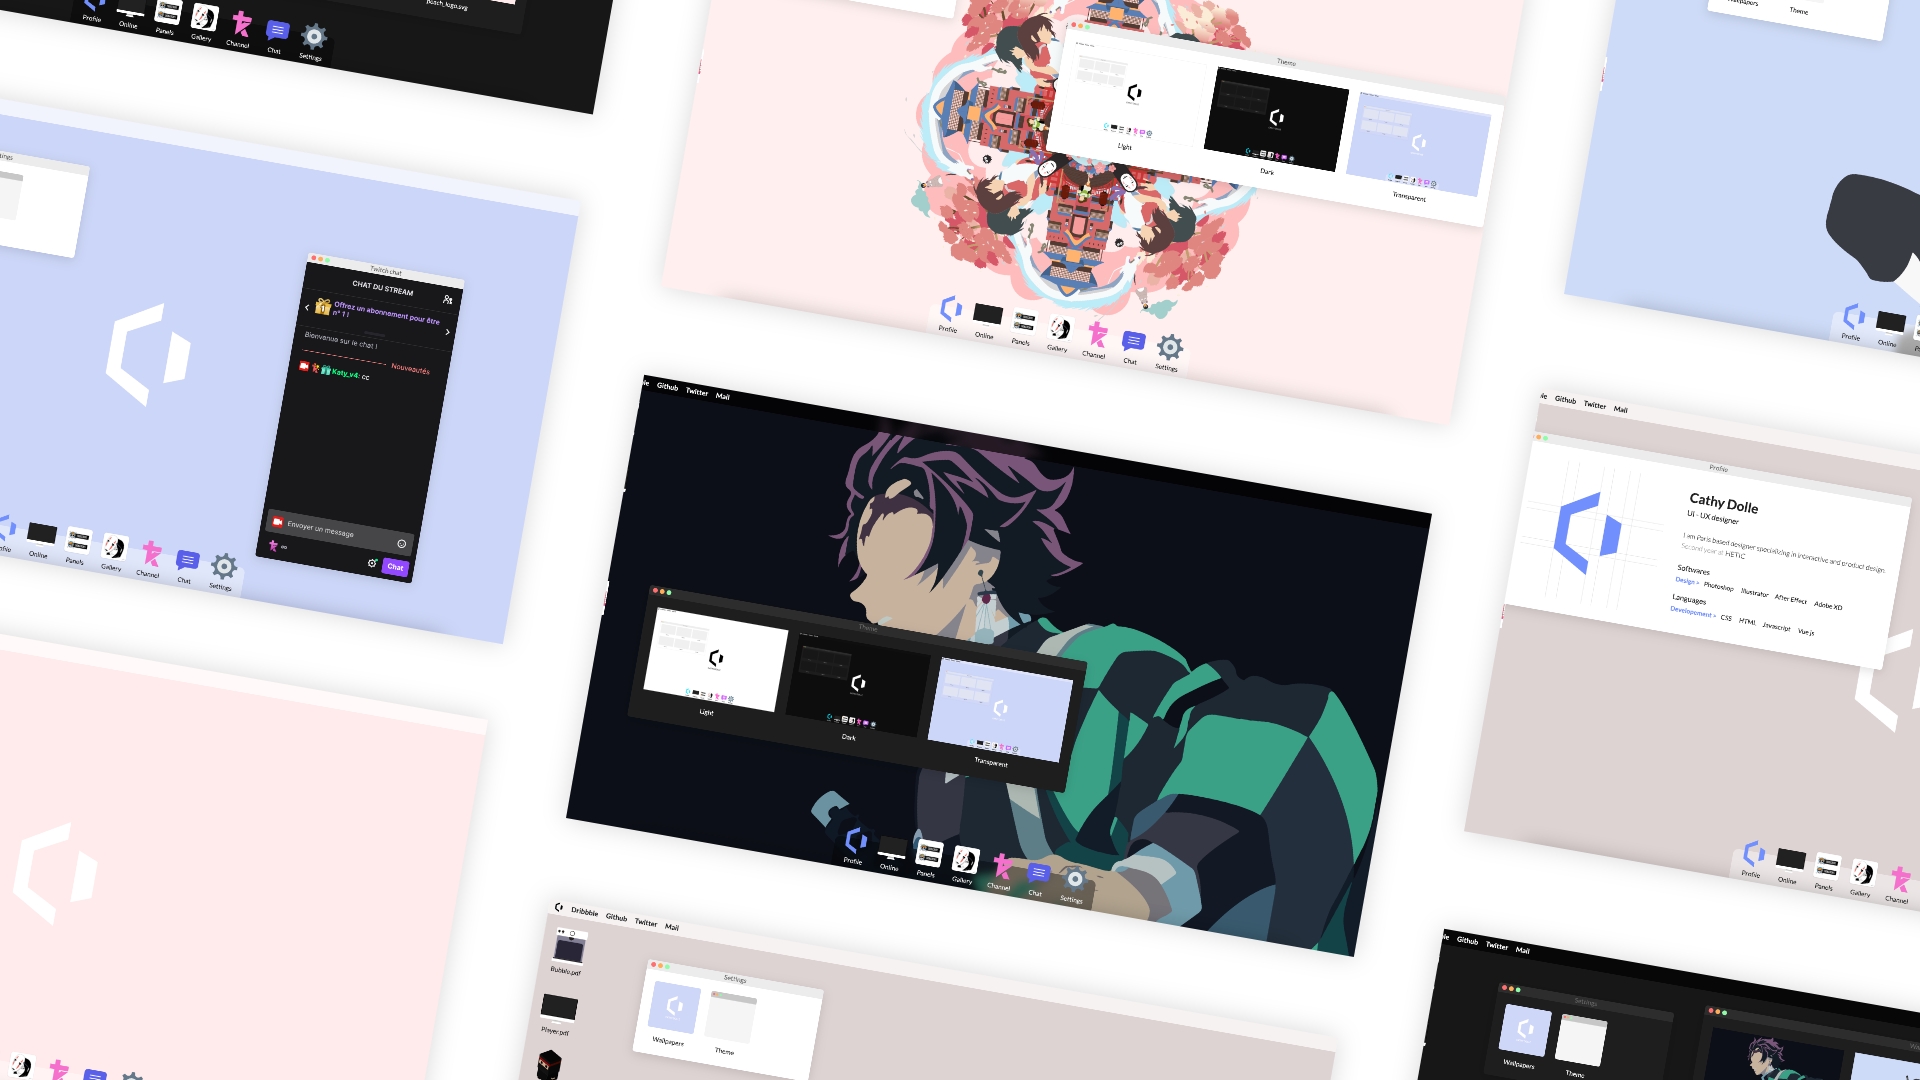 peach_logo.svg
Profile
Online
Panels
Gallery
Channel
Chat
Settings
Theme
Light
Dark
Transparent
Profile
Online
Panels
Gallery
Channel
Chat
Settings
Theme
Profile
Online
Twitch chat
CHAT DU STREAM
Offrez un abonnement pour être
n° 1 !
Bienvenue sur le chat !
Nouveautés
Katy_v4: cc
Envoyer un message
Chat
Online
Panels
Gallery
Channel
Chat
Settings
Github Twitter Mail
Theme
Light
Dark
Transparent
Profile
Online
Panels
Gallery
Channel
Chat
Settings
Github Twitter Mail
Profile
Cathy Dolle
UI - UX designer
I am Paris based designer specializing in interactive and product design.
Second year at HETIC
Softwares
Design Photoshop Illustrator After Effect Adobe XD
Languages
Developement CSS HTML Javascript Vue.js
Profile
Online
Panels
Gallery
Channel
Dribbble Github Twitter Mail
Bubble.pdf
Player.pdf
Settings
Wallpapers
Theme
Github Twitter Mail
Settings
Wallpapers
Theme